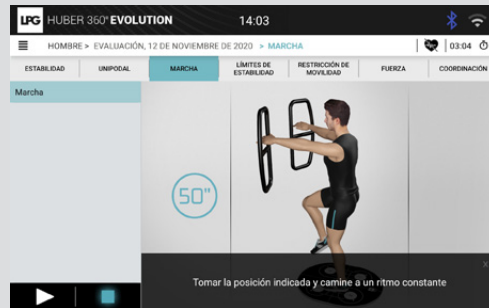 LPG HUBER 360° EVOLUTION 14:03
HOMBRE > EVALUACIÓN, 12 DE NOVIEMBRE DE 2020 > MARCHA 03:04
ESTABILIDAD
UNIPODAL
MARCHA
LÍMITES DE
ESTABILIDAD
RESTRICCIÓN DE
MOVILIDAD
FUERZA
COORDINACIÓN
Marcha
50"
x
Tomar la posición indicada y camine a un ritmo constante